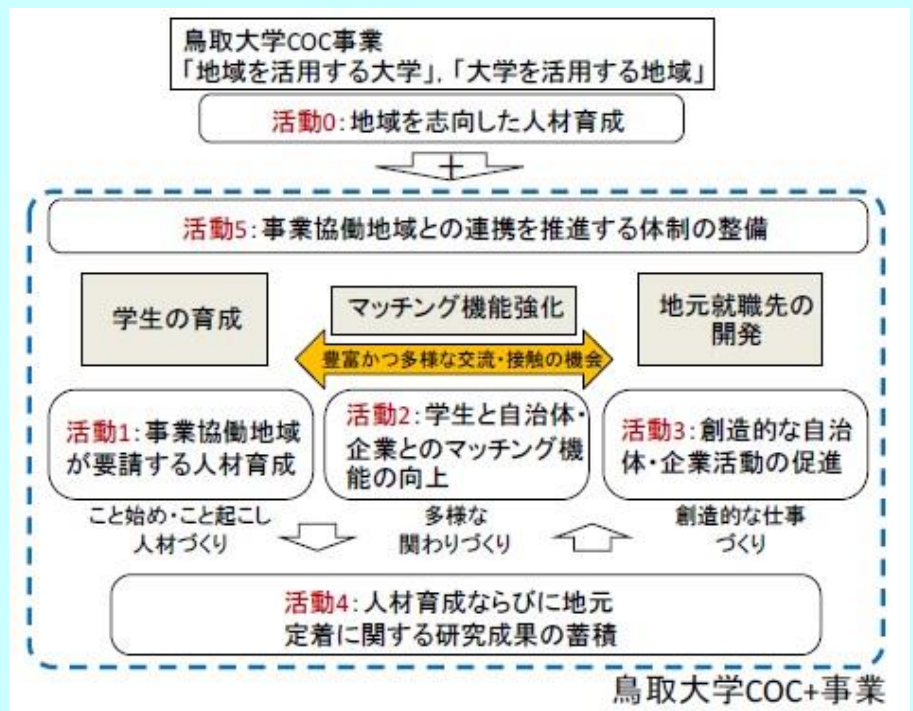 鳥取大学COC事業
「地域を活用する大学」,「大学を活用する地域」
活動0：地域を志向した人材育成
＋
活動5：事業協働地域との連携を推進する体制の整備
学生の育成
マッチング機能強化
地元就職先の
開発
豊富かつ多様な交流・接触の機会
活動1：事業協働地域
が要請する人材育成
活動2：学生と自治体・
企業とのマッチング機
能の向上
活動3：創造的な自治
体・企業活動の促進
こと始め・こと起こし
人材づくり
多様な
関わりづくり
創造的な仕事
づくり
活動4：人材育成ならびに地元
定着に関する研究成果の蓄積
鳥取大学COC+事業